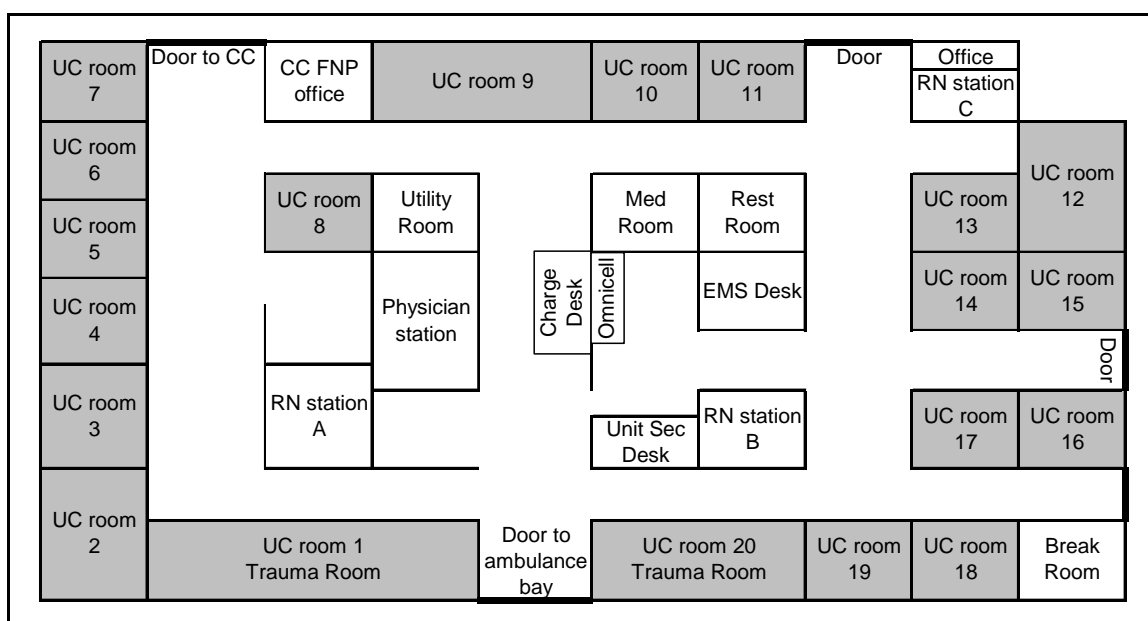 UC room
7
Door to CC
CC FNP
office
UC room 9
UC room
10
UC room
11
Door
Office
RN station
C
UC room
6
UC room
12
UC room
8
Utility
Room
Med
Room
Rest
Room
UC room
13
UC room
5
Charge
Desk
Omnicell
EMS Desk
UC room
14
UC room
15
UC room
4
Physician
station
Door
UC room
3
RN station
A
Unit Sec
Desk
RN station
B
UC room
17
UC room
16
UC room
2
UC room 1
Trauma Room
Door to
ambulance
bay
UC room 20
Trauma Room
UC room
19
UC room
18
Break
Room